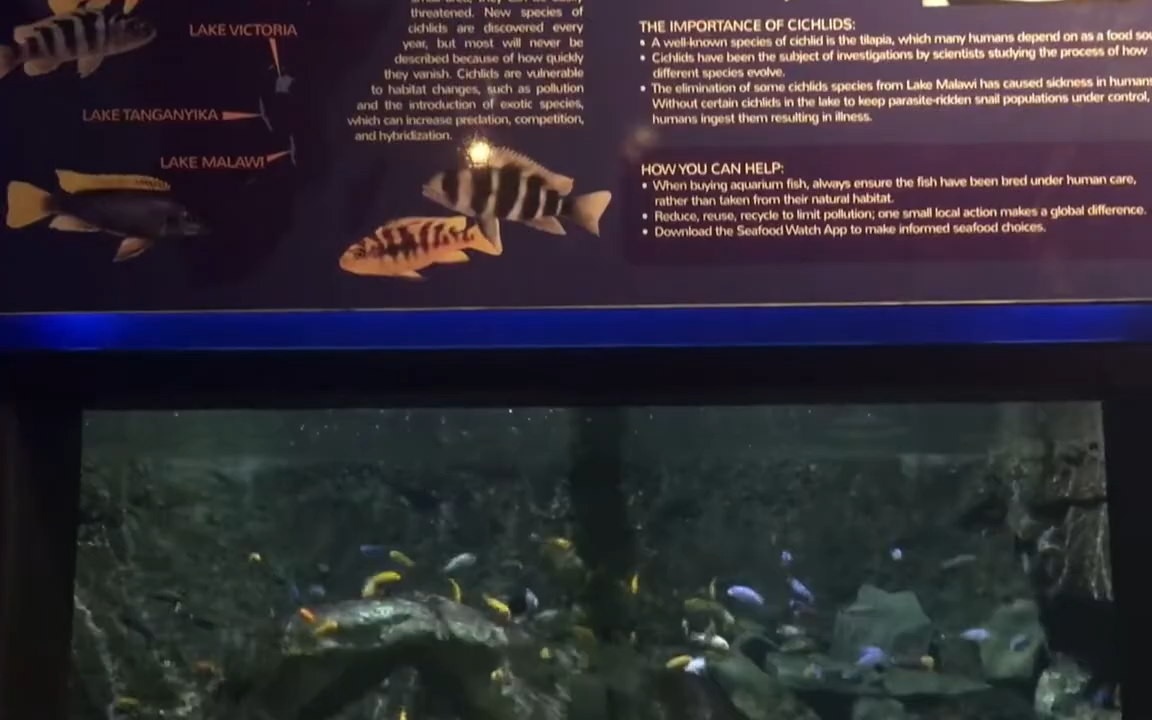 LAKE VICTORIA
LAKE TANGANYIKA
LAKE MALAWI
threatened. New species of
cichlids are discovered every
year, but most will never be
described because of how quickly
they vanish. Cichlids are vulnerable
to habitat changes, such as pollution
and the introduction of exotic species,
which can increase predation, competition,
and hybridization.
THE IMPORTANCE OF CICHLIDS:
• A well-known species of cichlid is the tilapia, which many humans depend on as a food
• Cichlids have been the subject of investigations by scientists studying the process of how
different species evolve.
• The elimination of some cichlids species from Lake Malawi has caused sickness in humans
Without certain cichlids in the lake to keep parasite-ridden snail populations under control,
humans ingest them resulting in illness.
HOW YOU CAN HELP:
• When buying aquarium fish, always ensure the fish have been bred under human care,
rather than taken from their natural habitat.
• Reduce, reuse, recycle to limit pollution; one small local action makes a global difference.
• Download the Seafood Watch App to make informed seafood choices.